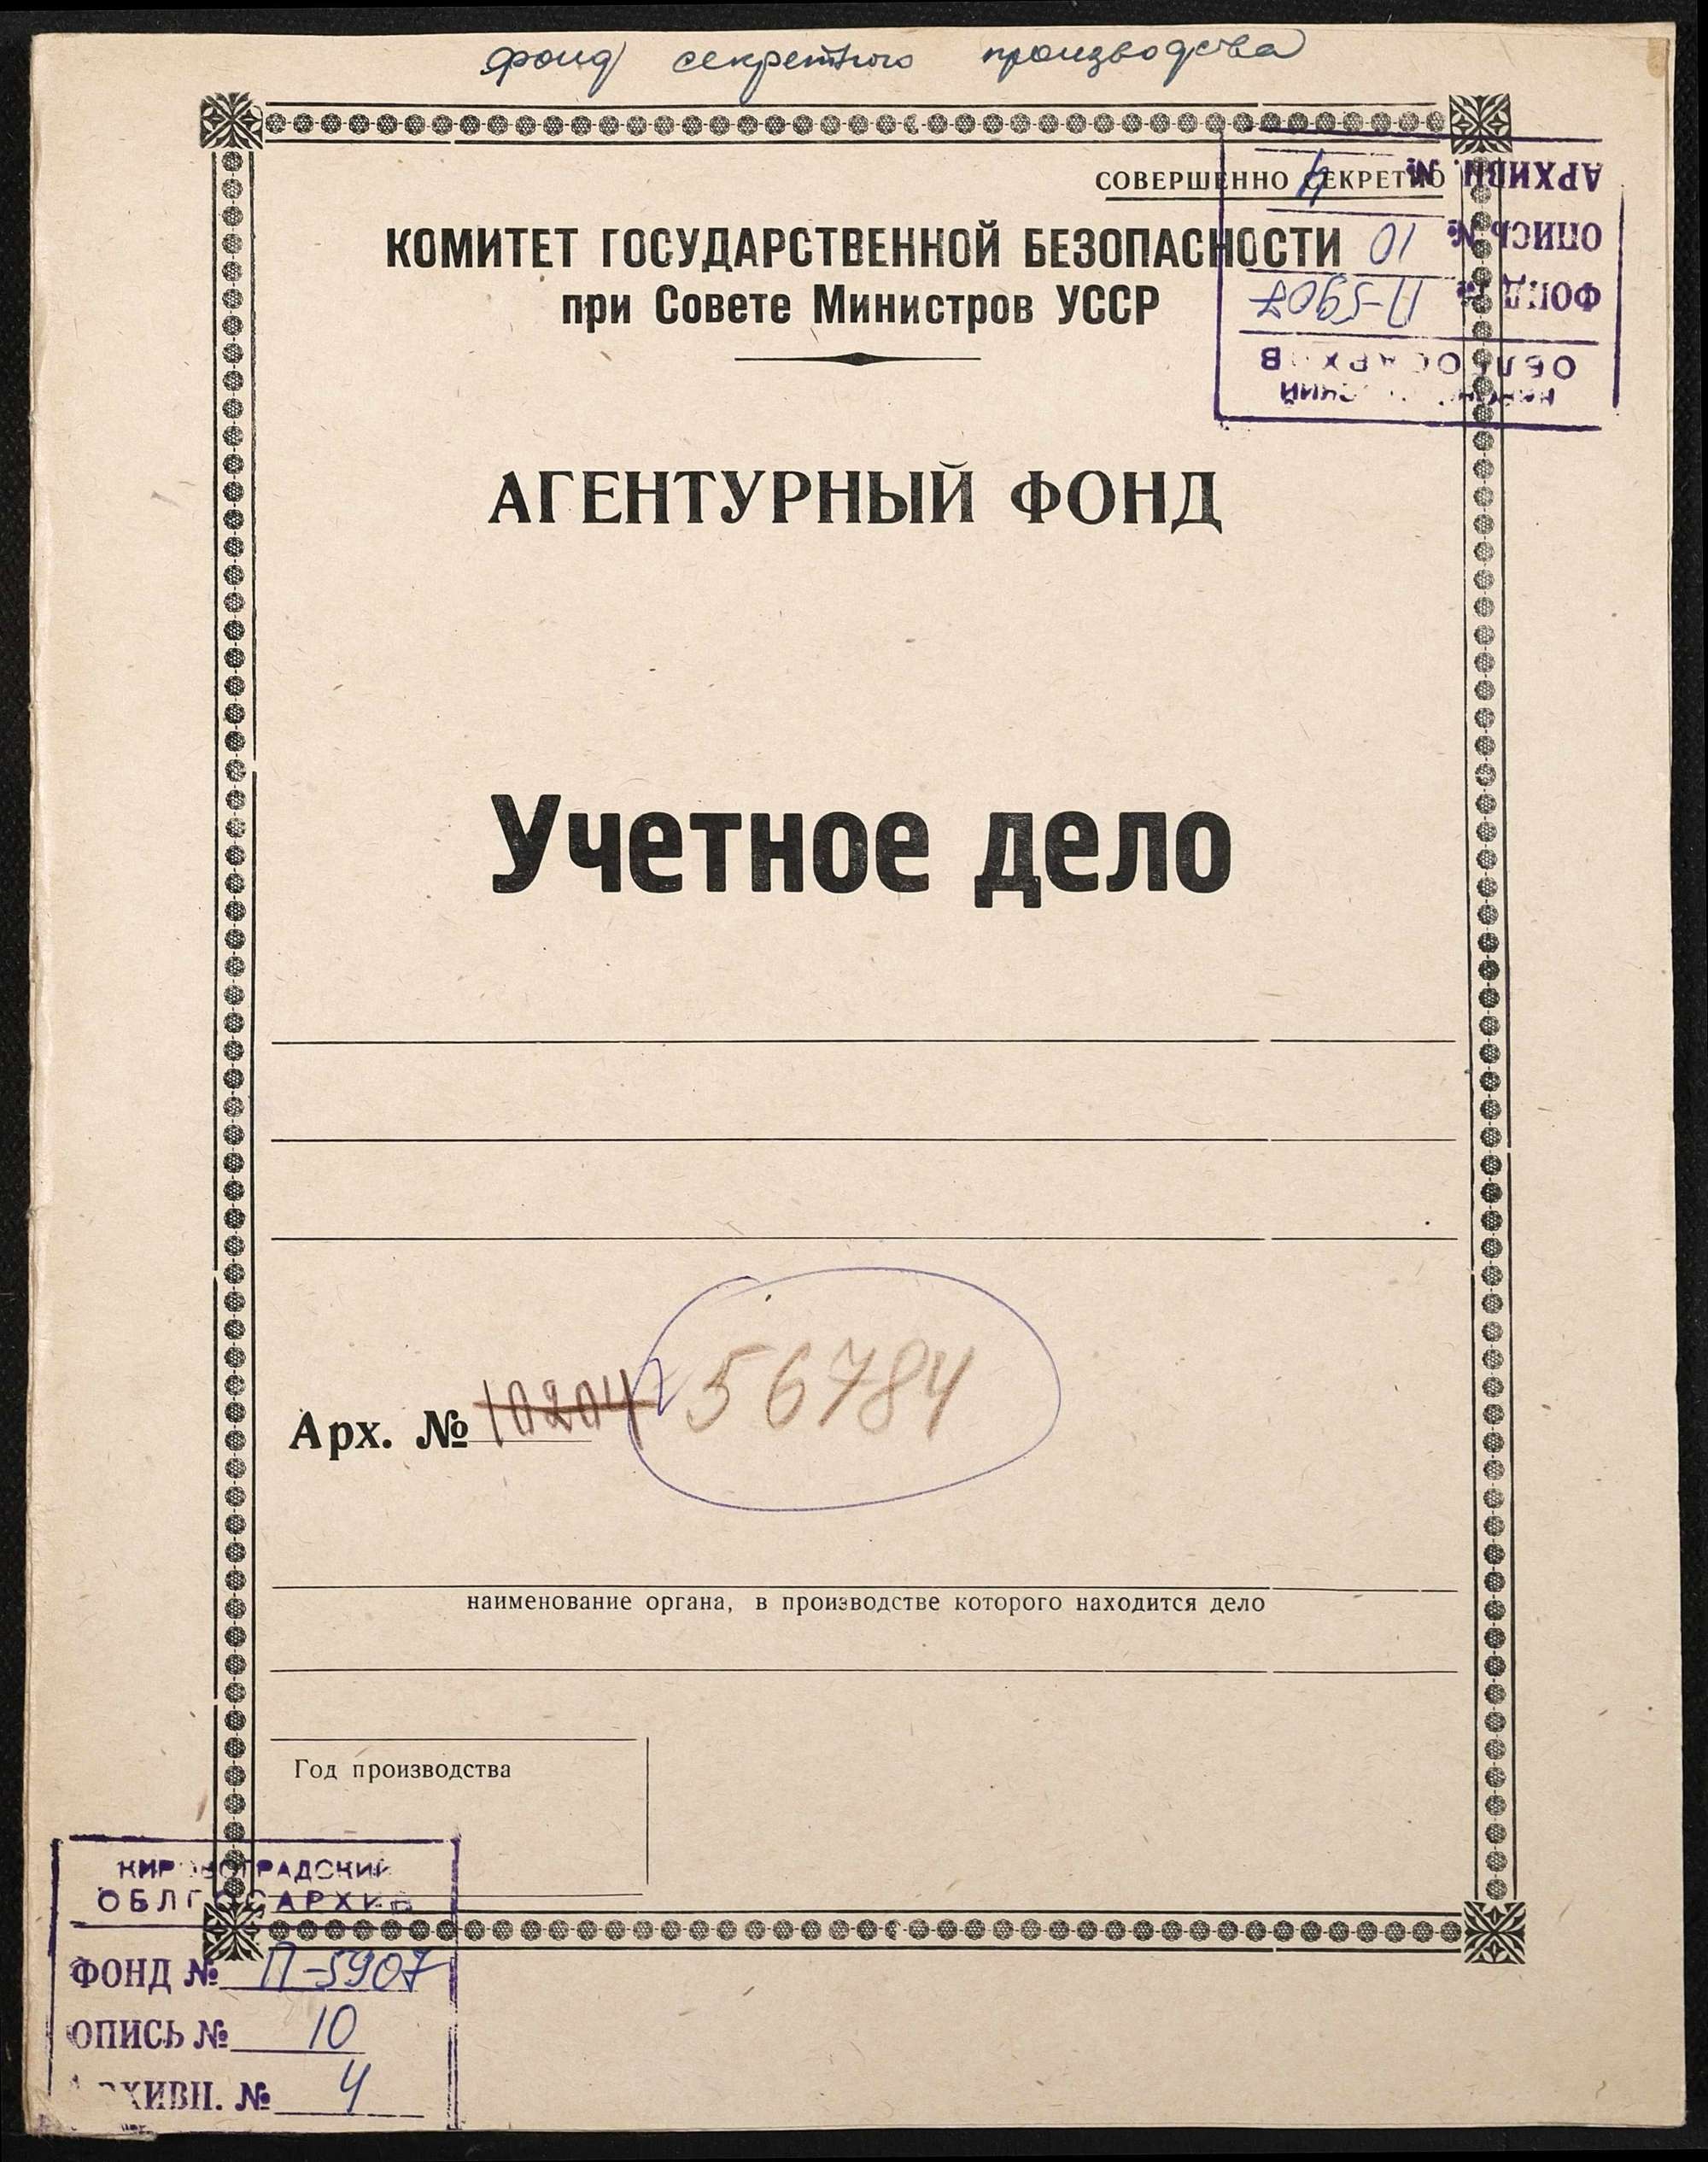 фонд секретного производства
СОВЕРШЕННО СЕКРЕТНО
КОМИТЕТ ГОСУДАРСТВЕННОЙ БЕЗОПАСНОСТИ
при Совете Министров УССР
АРХИВН. № 4
ОПИСЬ № 10
ФОНД № П-5907
ОБЛГОСАРХИВ
КИРОВОГРАДСКИЙ
АГЕНТУРНЫЙ ФОНД
Учетное дело
Арх. № 10204 56784
наименование органа, в производстве которого находится дело
Год производства
КИРОВОГРАДСКИЙ
ОБЛГОСАРХИВ
ФОНД № П-5907
ОПИСЬ № 10
АРХИВН. № 4